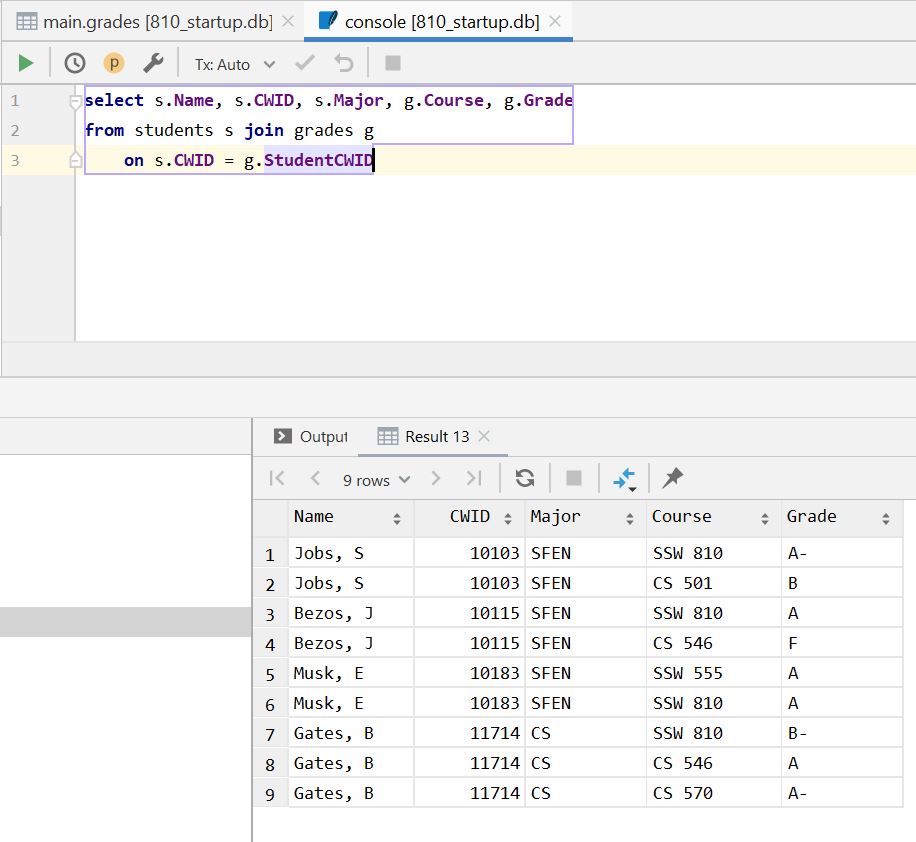 main.grades [810_startup.db] console [810_startup.db]
p Tx: Auto
1 select s.Name, s.CWID, s.Major, g.Course, g.Grade
2 from students s join grades g
3 on s.CWID = g.StudentCWID
Output Result 13
9 rows
Name CWID Major Course Grade
1 Jobs, S 10103 SFEN SSW 810 A-
2 Jobs, S 10103 SFEN CS 501 B
3 Bezos, J 10115 SFEN SSW 810 A
4 Bezos, J 10115 SFEN CS 546 F
5 Musk, E 10183 SFEN SSW 555 A
6 Musk, E 10183 SFEN SSW 810 A
7 Gates, B 11714 CS SSW 810 B-
8 Gates, B 11714 CS CS 546 A
9 Gates, B 11714 CS CS 570 A-